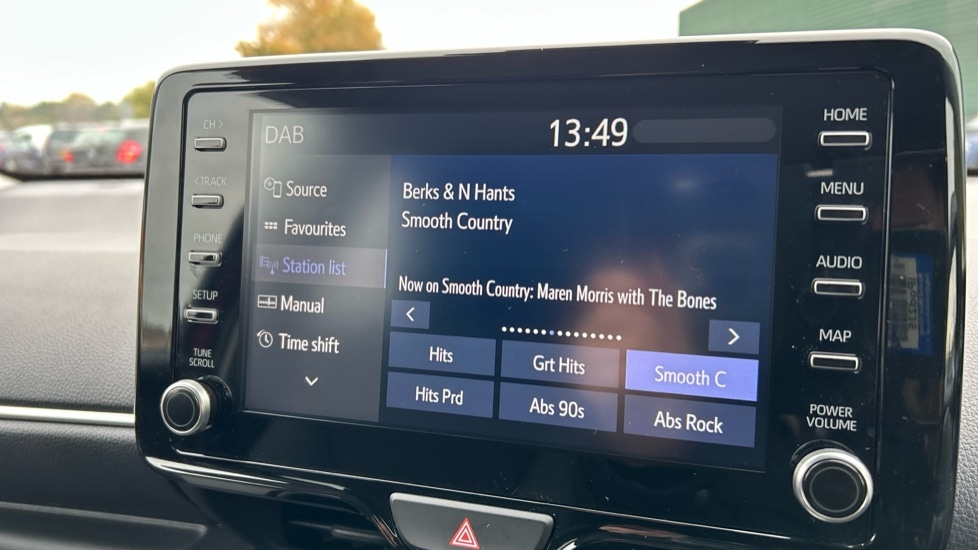 CH >
< TRACK
PHONE
SETUP
TUNE
SCROLL
DAB
13:49
Source
Favourites
Station list
Manual
Time shift
Berks & N Hants
Smooth Country
Now on Smooth Country: Maren Morris with The Bones
Hits
Grt Hits
Smooth C
Hits Prd
Abs 90s
Abs Rock
HOME
MENU
AUDIO
MAP
POWER
VOLUME